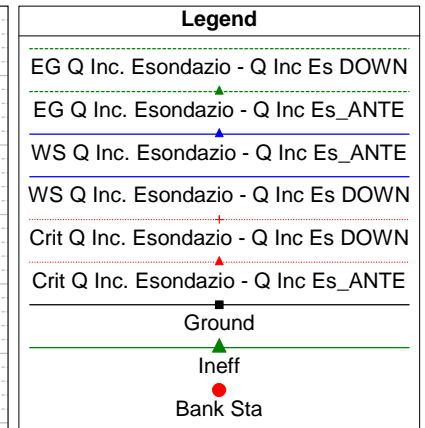 Legend
EG Q Inc. Esondazio - Q Inc Es DOWN
EG Q Inc. Esondazio - Q Inc Es_ANTE
WS Q Inc. Esondazio - Q Inc Es_ANTE
WS Q Inc. Esondazio - Q Inc Es DOWN
Crit Q Inc. Esondazio - Q Inc Es DOWN
Crit Q Inc. Esondazio - Q Inc Es_ANTE
Ground
Ineff
Bank Sta